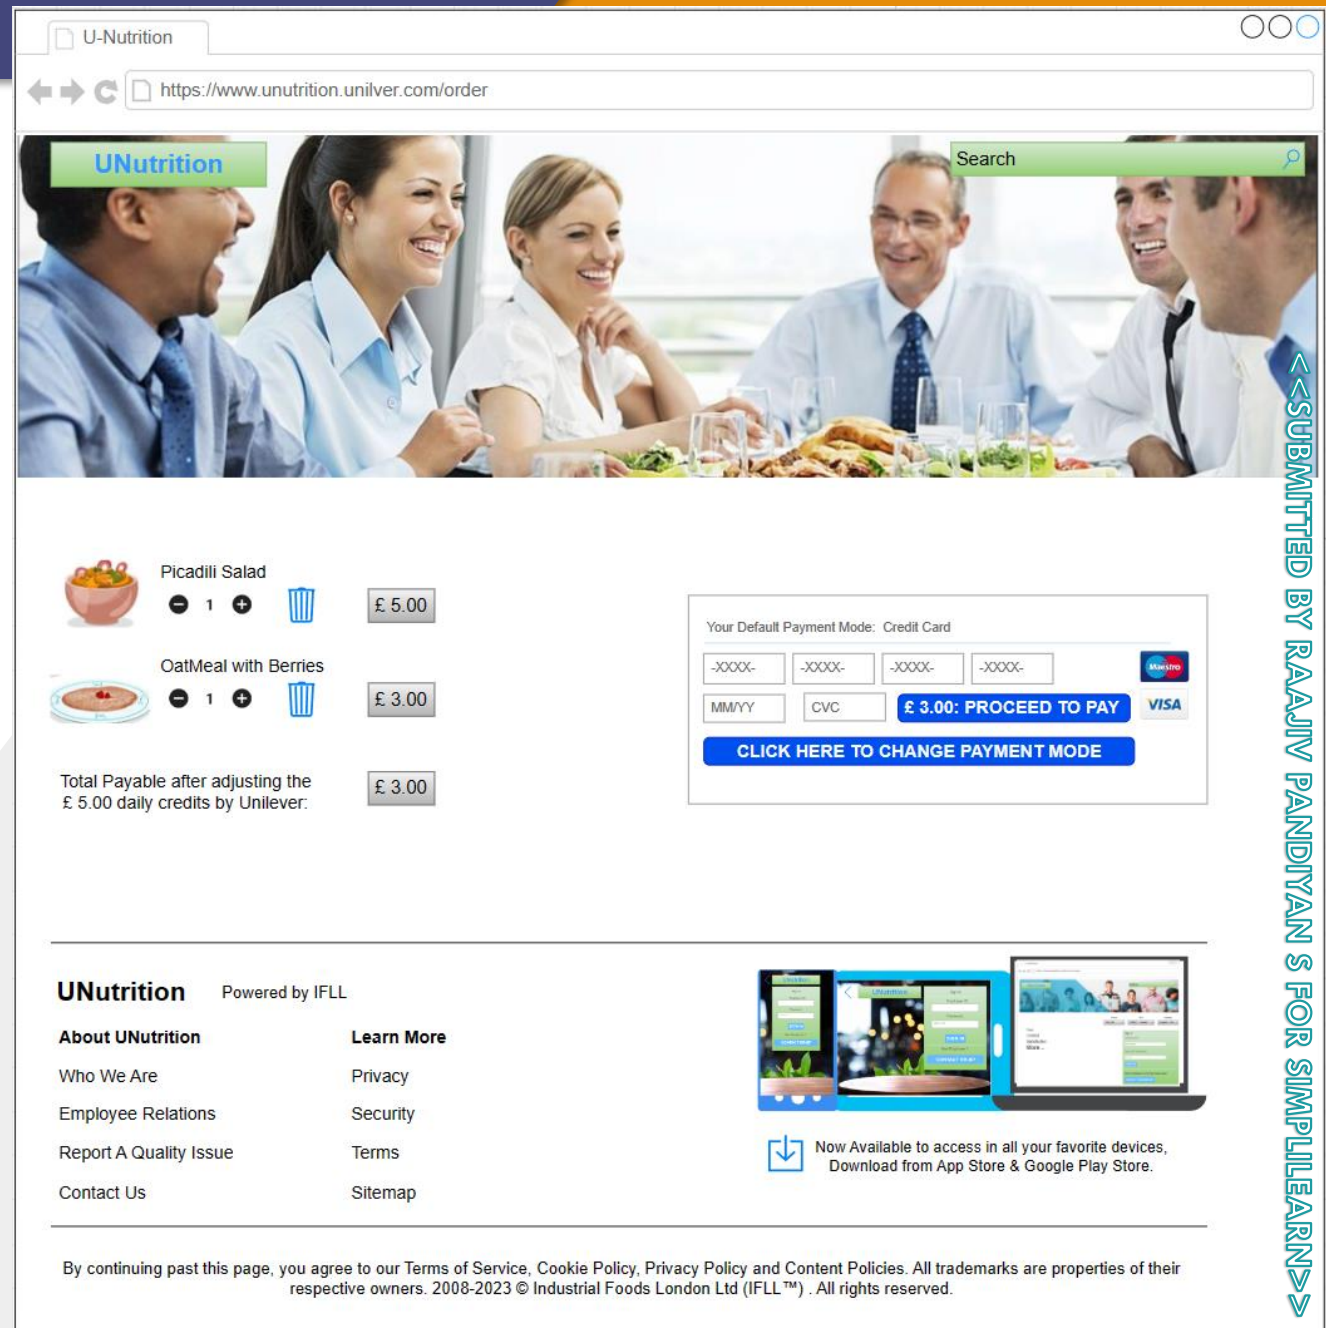 U-Nutrition
https://www.unutrition.unilver.com/order
UNutrition
Search
Picadili Salad
1
£ 5.00
OatMeal with Berries
1
£ 3.00
Total Payable after adjusting the
£ 5.00 daily credits by Unilever:
£ 3.00
Your Default Payment Mode: Credit Card
-XXXX- -XXXX- -XXXX- -XXXX-
Maestro
MM/YY CVC £ 3.00: PROCEED TO PAY
VISA
CLICK HERE TO CHANGE PAYMENT MODE
UNutrition Powered by IFLL
About UNutrition
Who We Are
Employee Relations
Report A Quality Issue
Contact Us
Learn More
Privacy
Security
Terms
Sitemap
Now Available to access in all your favorite devices,
Download from App Store & Google Play Store.
By continuing past this page, you agree to our Terms of Service, Cookie Policy, Privacy Policy and Content Policies. All trademarks are properties of their
respective owners. 2008-2023 © Industrial Foods London Ltd (IFLL™) . All rights reserved.
<<SUBMITTED BY RAAJIV PANDIYAN S FOR SIMPLILEARN>>